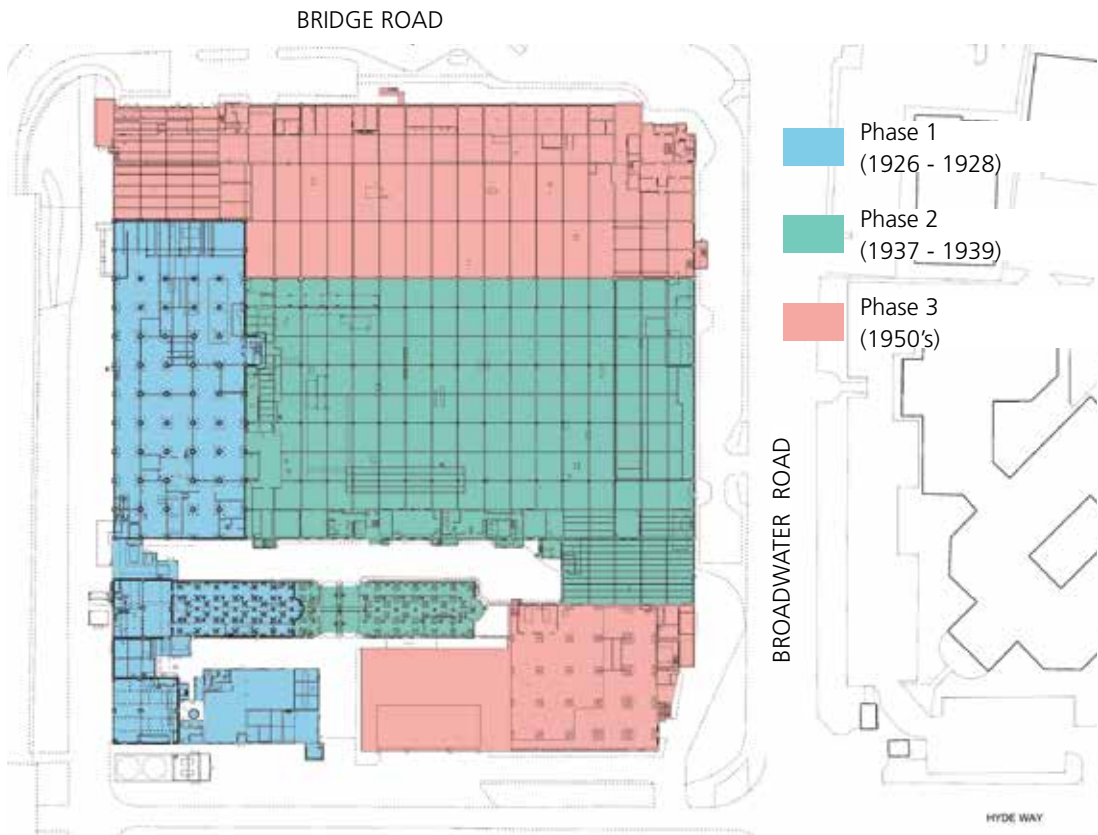 BRIDGE ROAD
Phase 1
(1926 - 1928)
Phase 2
(1937 - 1939)
Phase 3
(1950's)
BROADWATER ROAD
HYDE WAY